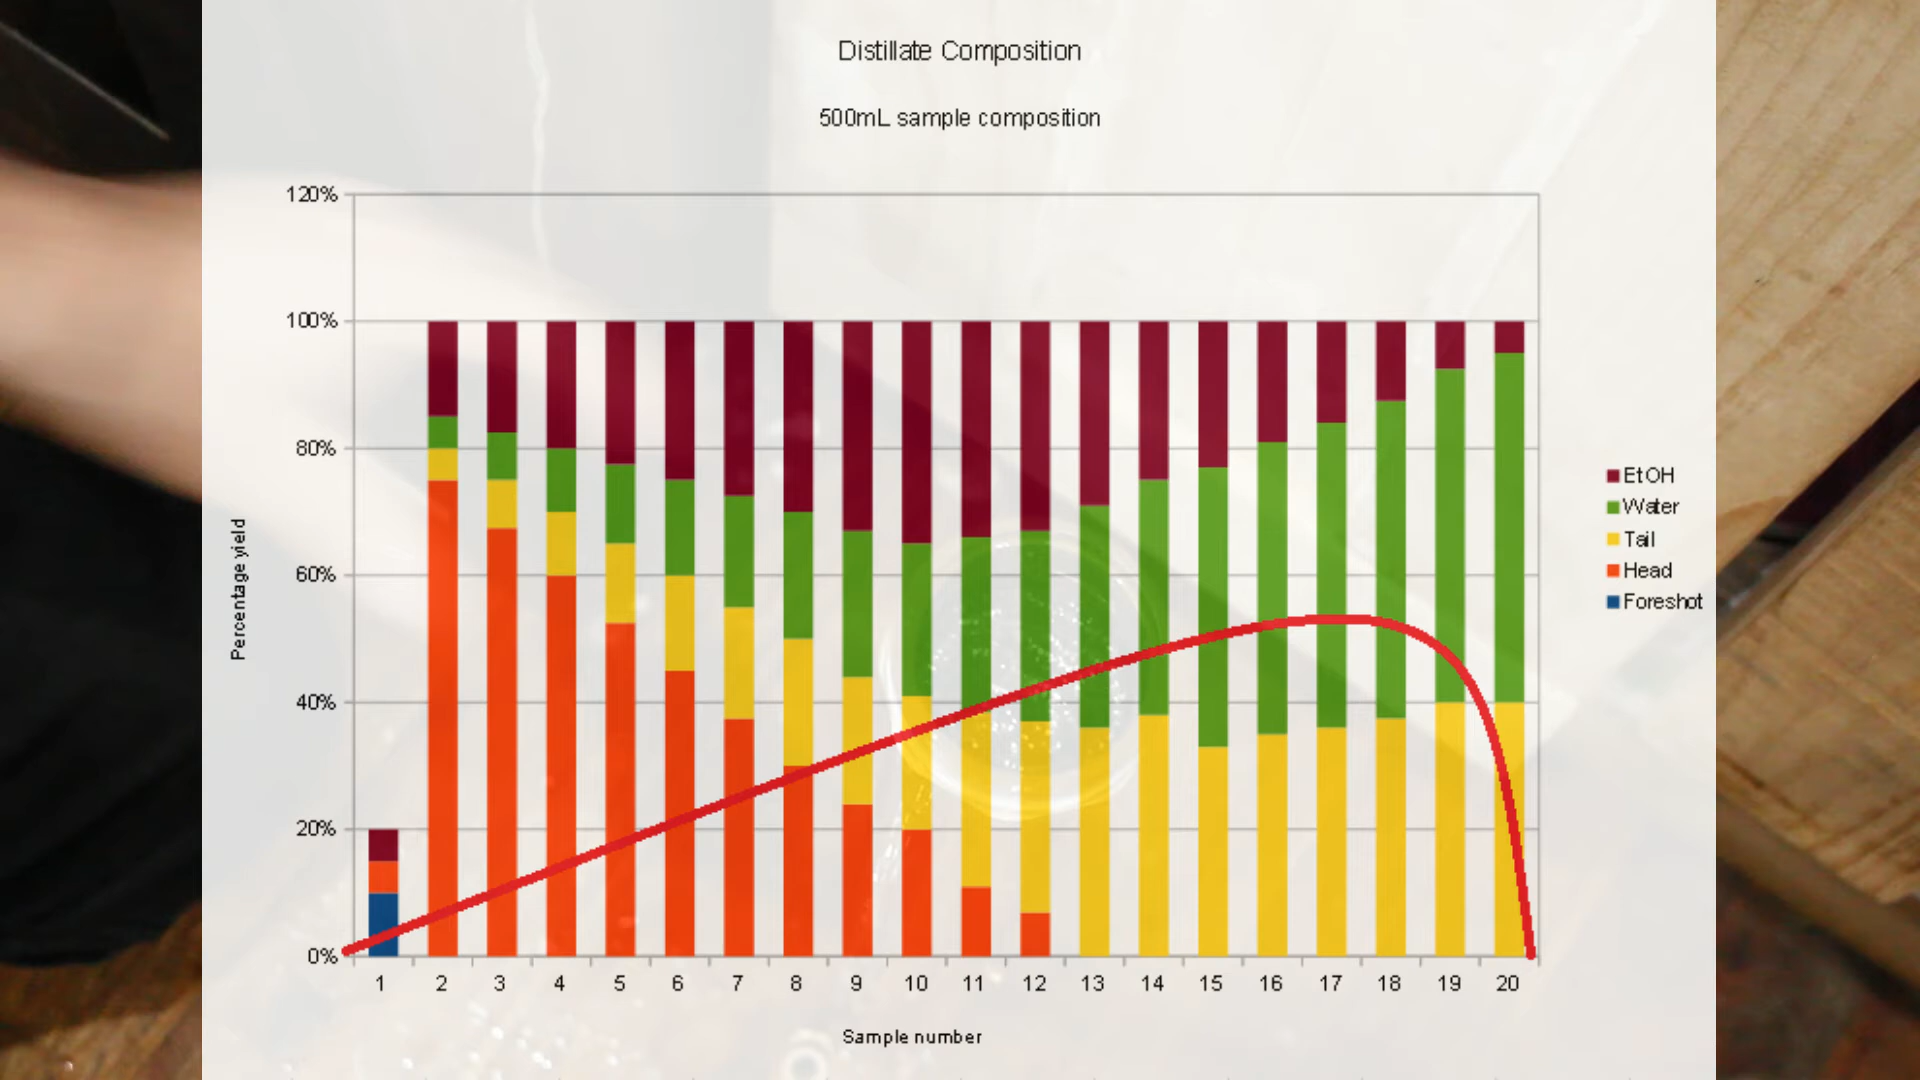 Distillate Composition
500mL sample composition
120%
100%
80%
60%
40%
20%
0%
Percentage yield
1 2 3 4 5 6 7 8 9 10 11 12 13 14 15 16 17 18 19 20
Sample number
EtOH
Water
Tail
Head
Foreshot